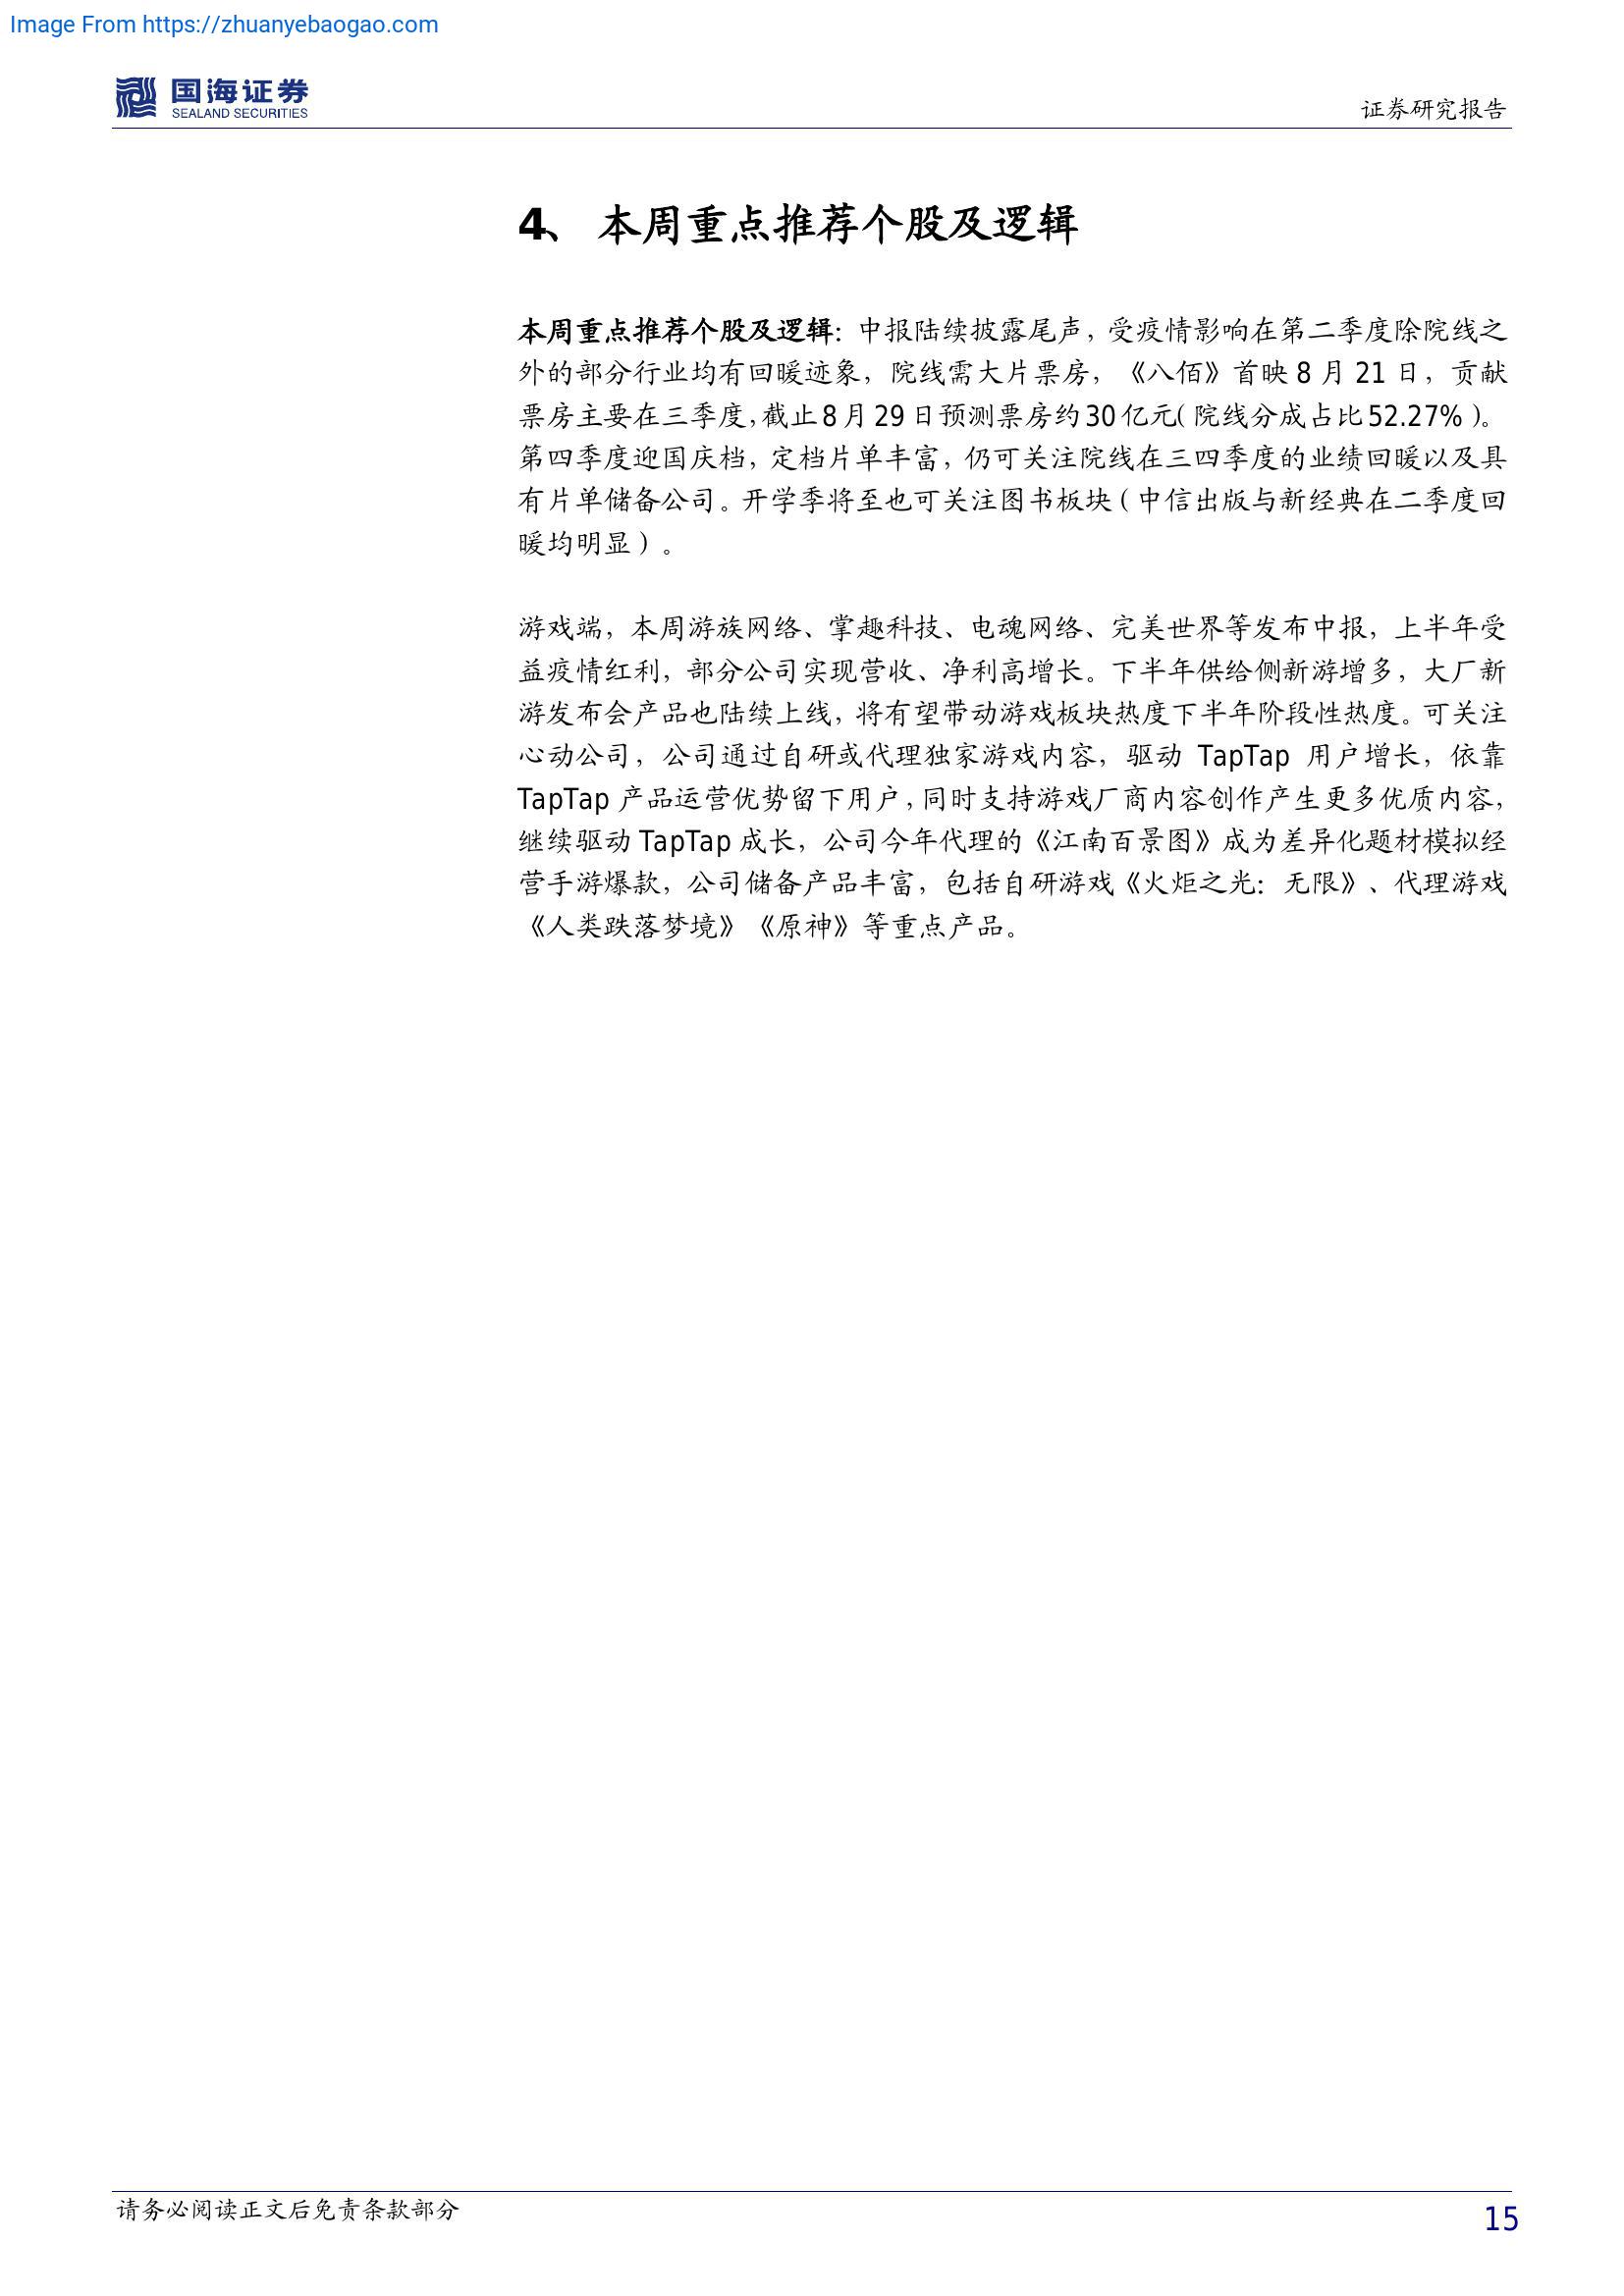 Image From https://zhuanyebaogao.com
国海证券
SEALAND SECURITIES
证券研究报告
4、 本周重点推荐个股及逻辑
本周重点推荐个股及逻辑：中报陆续披露尾声，受疫情影响在第二季度除院线之
外的部分行业均有回暖迹象，院线需大片票房，《八佰》首映 8 月 21 日，贡献
票房主要在三季度，截止 8 月 29 日预测票房约 30 亿元（院线分成占比 52.27%）。
第四季度迎国庆档，定档片单丰富，仍可关注院线在三四季度的业绩回暖以及具
有片单储备公司。开学季将至也可关注图书板块（中信出版与新经典在二季度回
暖均明显）。
游戏端，本周游族网络、掌趣科技、电魂网络、完美世界等发布中报，上半年受
益疫情红利，部分公司实现营收、净利高增长。下半年供给侧新游增多，大厂新
游发布会产品也陆续上线，将有望带动游戏板块热度下半年阶段性热度。可关注
心动公司，公司通过自研或代理独家游戏内容，驱动 TapTap 用户增长，依靠
TapTap 产品运营优势留下用户，同时支持游戏厂商内容创作产生更多优质内容，
继续驱动 TapTap 成长，公司今年代理的《江南百景图》成为差异化题材模拟经
营手游爆款，公司储备产品丰富，包括自研游戏《火炬之光：无限》、代理游戏
《人类跌落梦境》《原神》等重点产品。
请务必阅读正文后免责条款部分
15